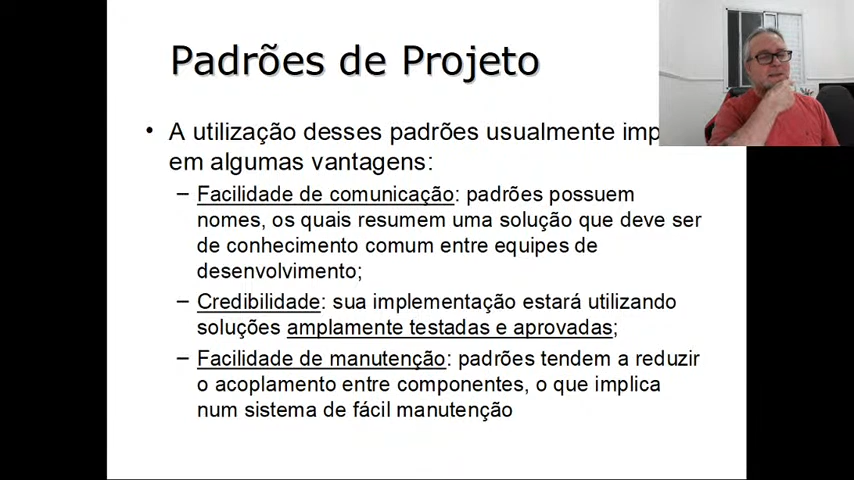 Padrões de Projeto
• A utilização desses padrões usualmente
em algumas vantagens:
– Facilidade de comunicação: padrões possuem
nomes, os quais resumem uma solução que deve ser
de conhecimento comum entre equipes de
desenvolvimento;
– Credibilidade: sua implementação estará utilizando
soluções amplamente testadas e aprovadas;
– Facilidade de manutenção: padrões tendem a reduzir
o acoplamento entre componentes, o que implica
num sistema de fácil manutenção